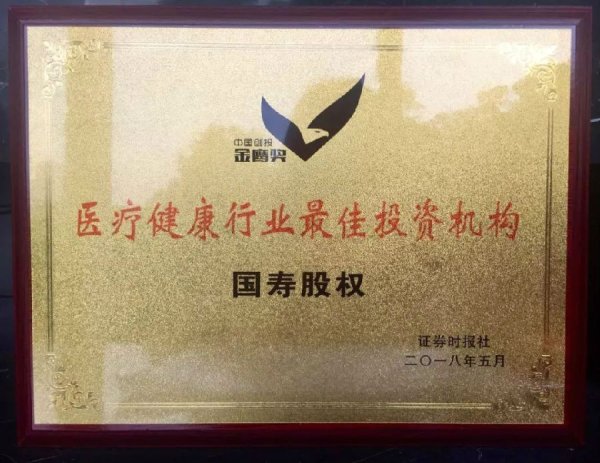 中国创投
金鹰奖
医疗健康行业最佳投资机构
国寿股权
证券时报社
二〇一八年五月